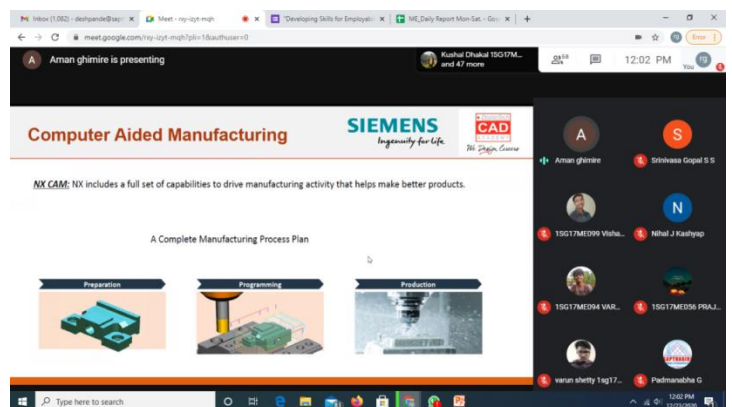 Inbox (1,082) - deshpande@sapt
Meet - rxy-izyt-mqh
"Developing Skills for Employab
ME_Daily Report Mon-Sat. - Goo
meet.google.com/rxy-izyt-mqh?pli=1&authuser=0
rg
Error
A
Aman ghimire is presenting
Kushal Dhakal 1SG17M...
and 47 more
12:02 PM
You
Computer Aided Manufacturing
SIEMENS
Ingenuity for life
CAD
We Design Careers
NX CAM: NX includes a full set of capabilities to drive manufacturing activity that helps make better products.
A Complete Manufacturing Process Plan
Preparation
Programming
Production
A
S
Aman ghimire
Srinivasa Gopal S S
N
1SG17ME099 Visha...
Nihal J Kashyap
1SG17ME094 VAR...
1SG17ME056 PRAJ...
varun shetty 1sg17...
Padmanabha G
Type here to search
12:02 PM